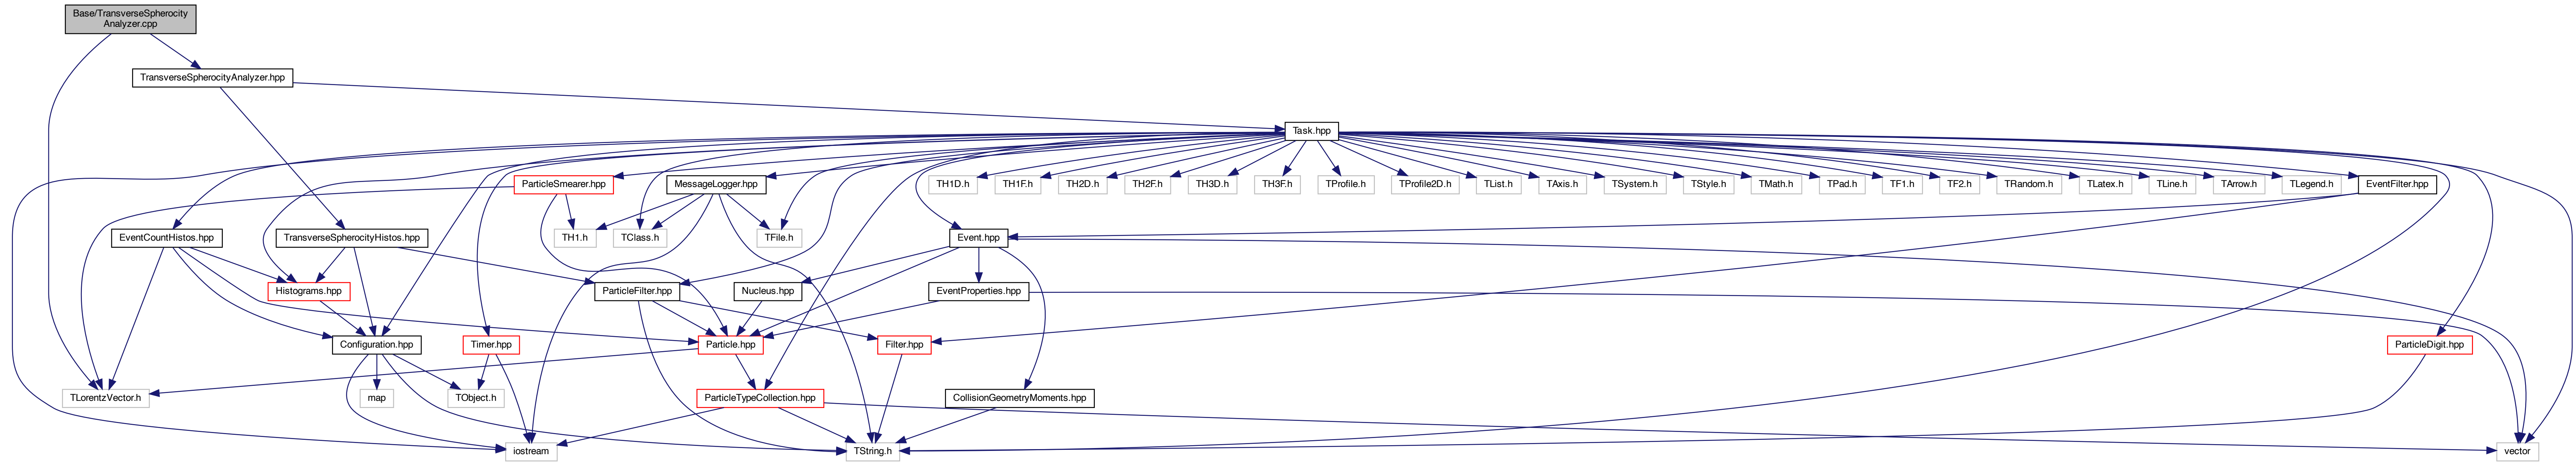 Base/TransverseSpherocity
Analyzer.cpp
TransverseSpherocityAnalyzer.hpp
Task.hpp
ParticleSmearer.hpp
MessageLogger.hpp
TH1D.h
TH1F.h
TH2D.h
TH2F.h
TH3D.h
TH3F.h
TProfile.h
TProfile2D.h
TList.h
TAxis.h
TSystem.h
TStyle.h
TMath.h
TPad.h
TF1.h
TF2.h
TRandom.h
TLatex.h
TLine.h
TArrow.h
TLegend.h
EventFilter.hpp
EventCountHistos.hpp
TransverseSpherocityHistos.hpp
TH1.h
TClass.h
TFile.h
Event.hpp
Histograms.hpp
ParticleFilter.hpp
Nucleus.hpp
EventProperties.hpp
Configuration.hpp
Timer.hpp
Particle.hpp
Filter.hpp
ParticleDigit.hpp
TLorentzVector.h
map
TObject.h
ParticleTypeCollection.hpp
CollisionGeometryMoments.hpp
iostream
TString.h
vector